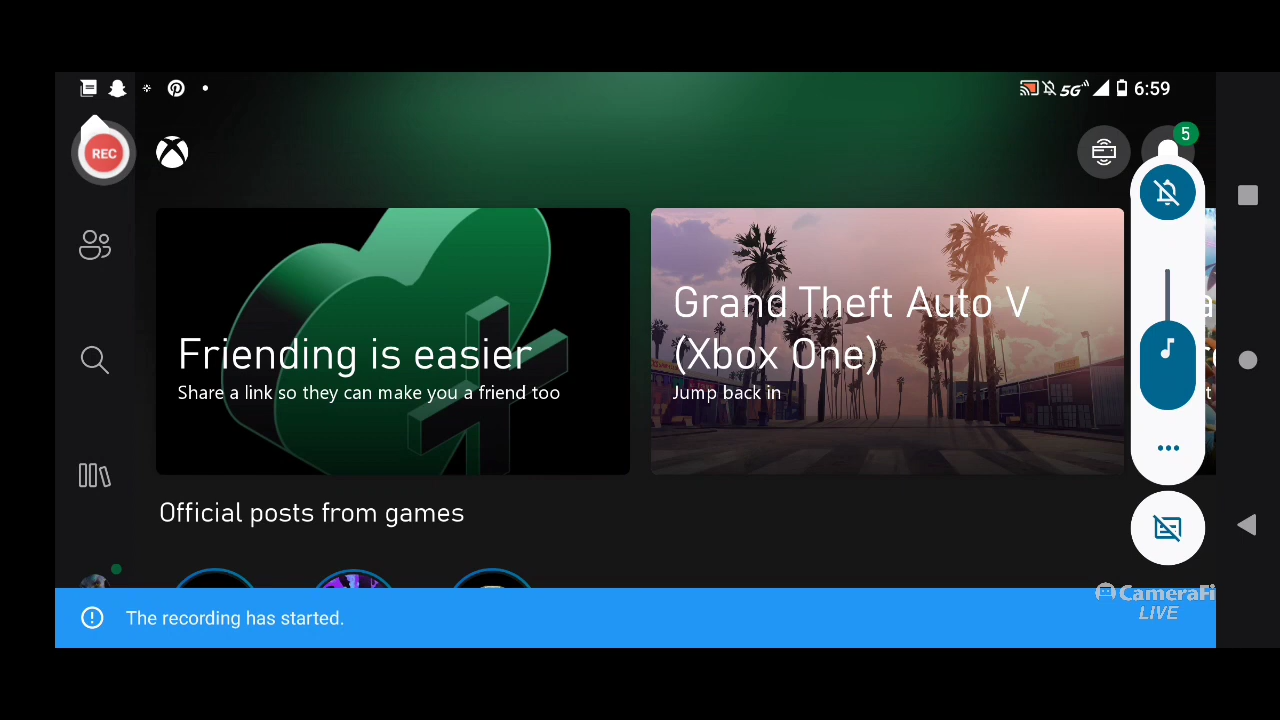 5G 6:59
REC
5
Friending is easier
Share a link so they can make you a friend too
Grand Theft Auto V
(Xbox One)
Jump back in
Official posts from games
The recording has started.
CameraFi
LIVE